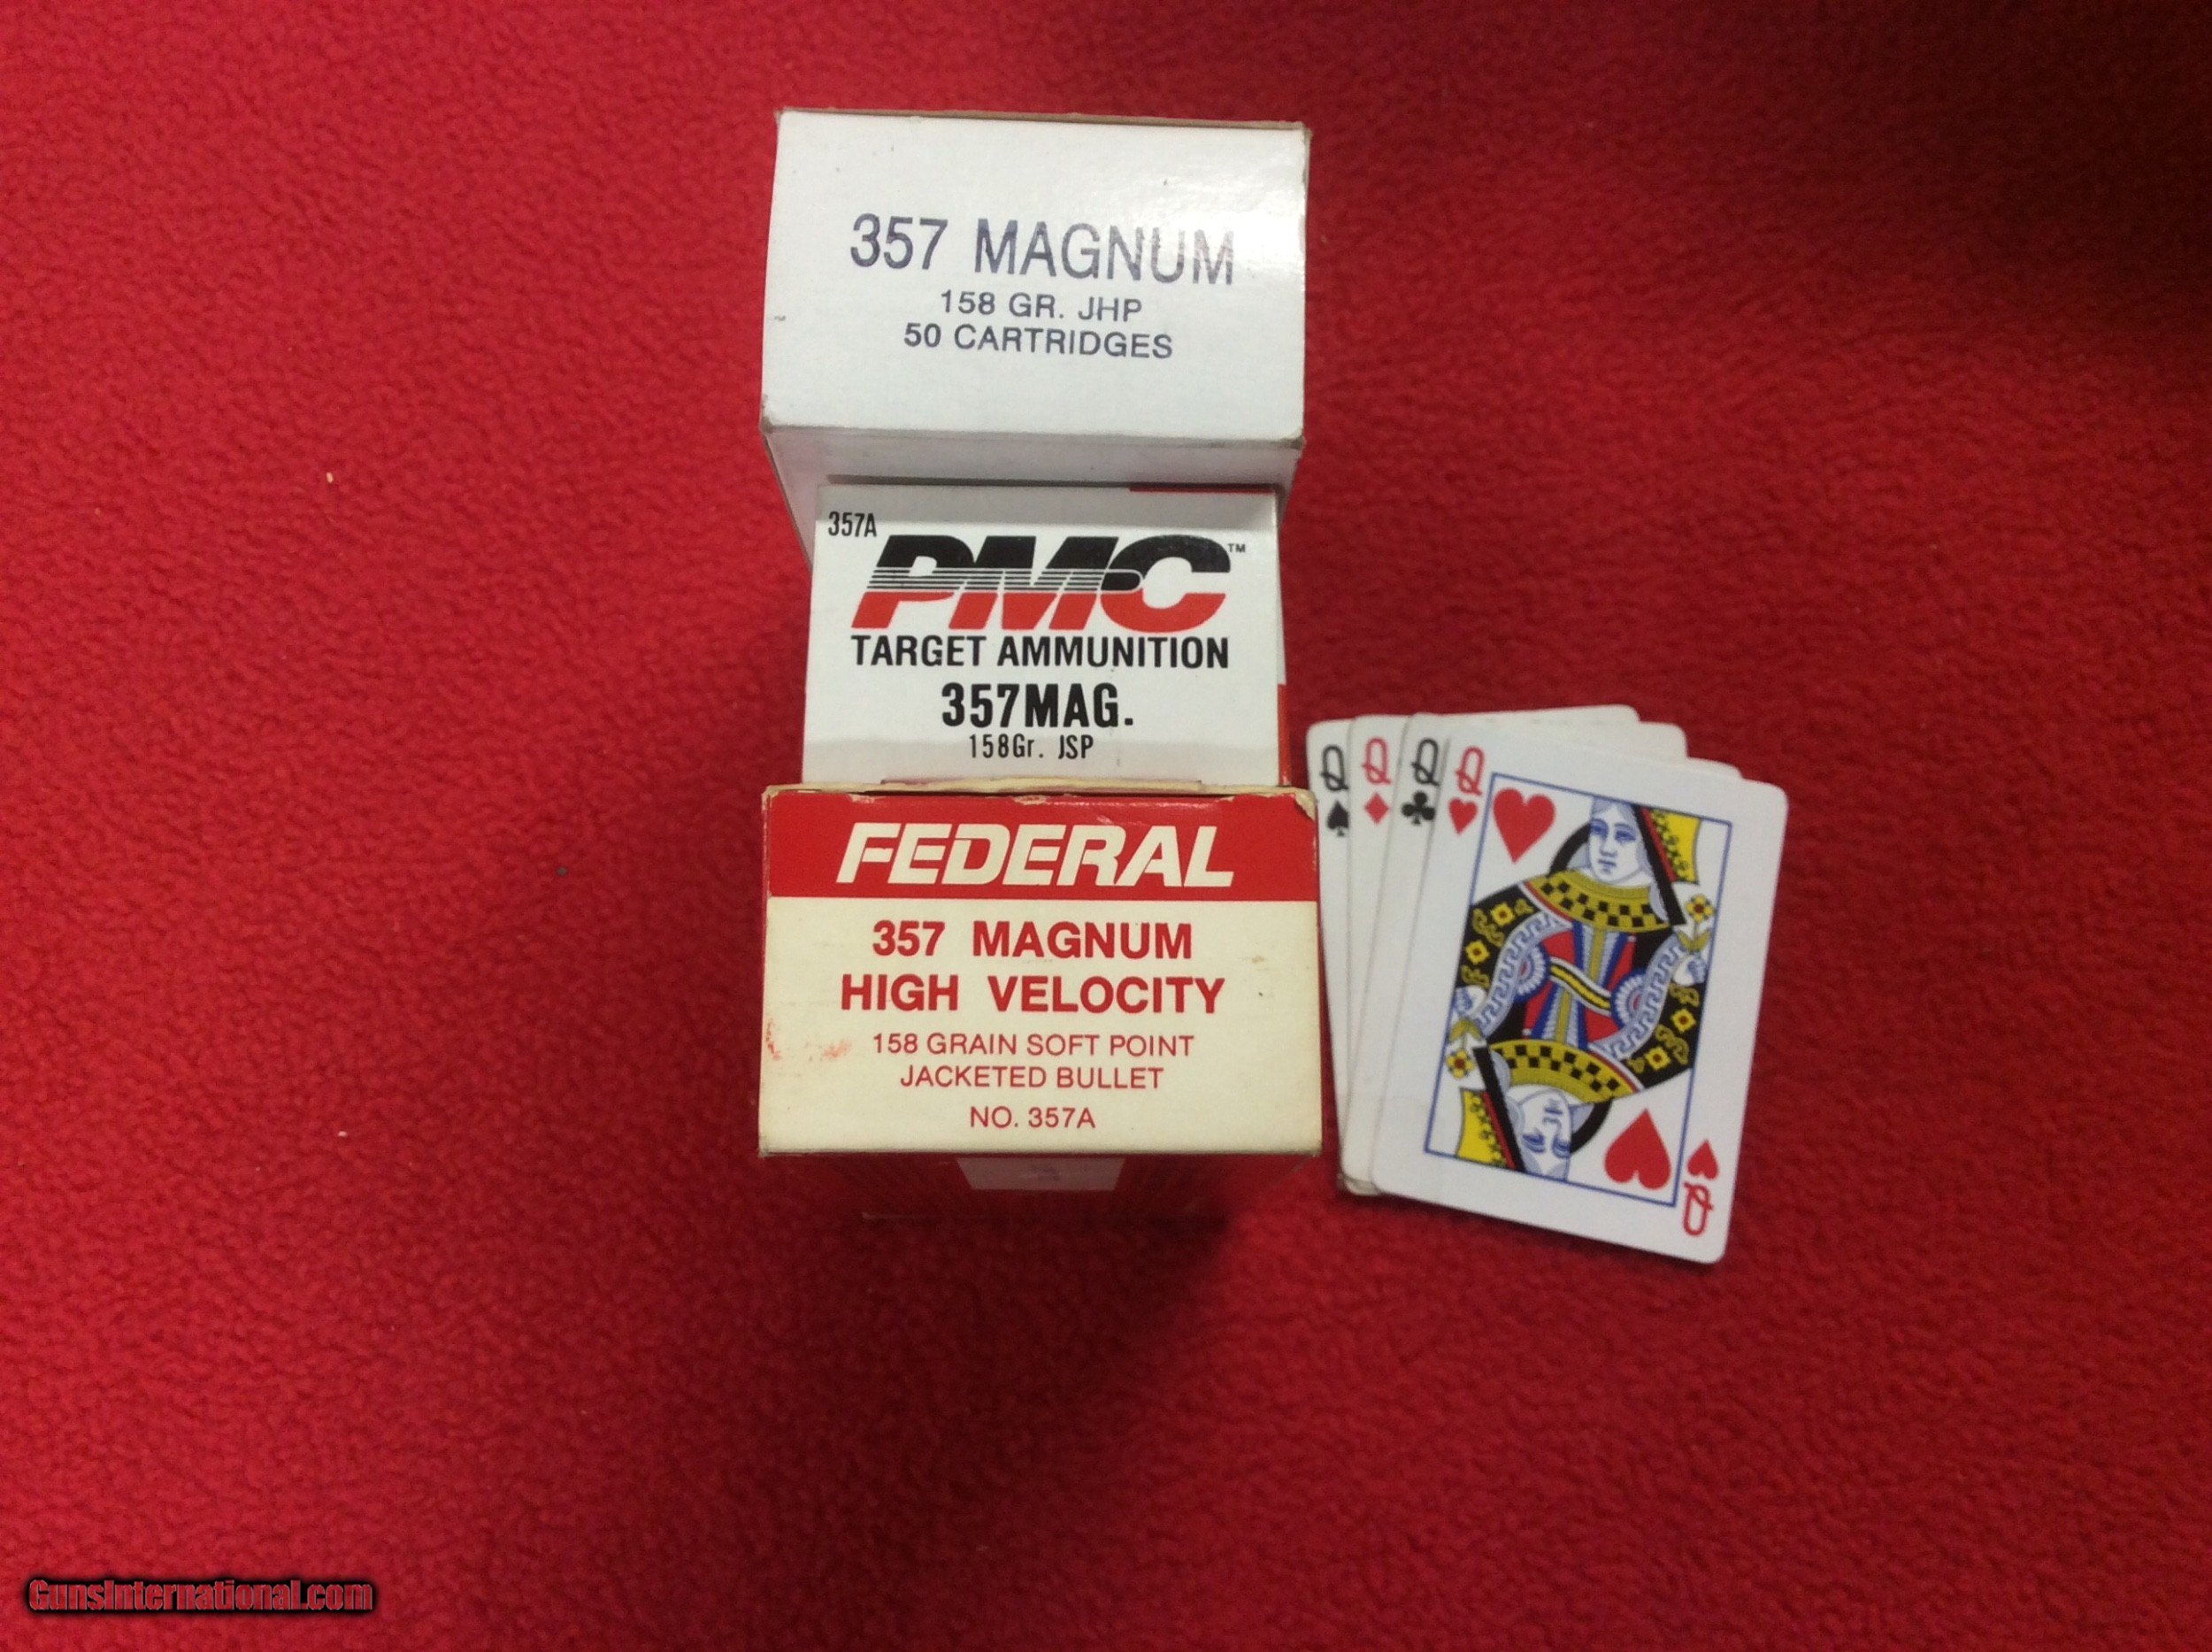 357 MAGNUM
158 GR. JHP
50 CARTRIDGES
357A
PMC™
TARGET AMMUNITION
357MAG.
158Gr. JSP
FEDERAL
357 MAGNUM
HIGH VELOCITY
158 GRAIN SOFT POINT
JACKETED BULLET
NO. 357A
Q Q Q Q
Q
GunsInternational.com